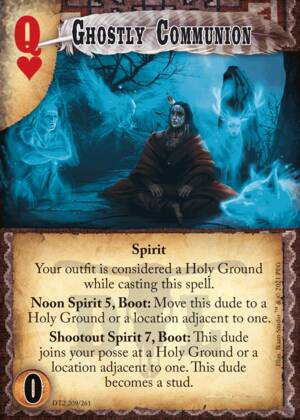 Q
GHOSTLY COMMUNION
Spirit
Your outfit is considered a Holy Ground
while casting this spell.
Noon Spirit 5, Boot: Move this dude to a
Holy Ground or a location adjacent to one.
Shootout Spirit 7, Boot: This dude
joins your posse at a Holy Ground or a
location adjacent to one. This dude
becomes a stud.
0
DT2 209/261